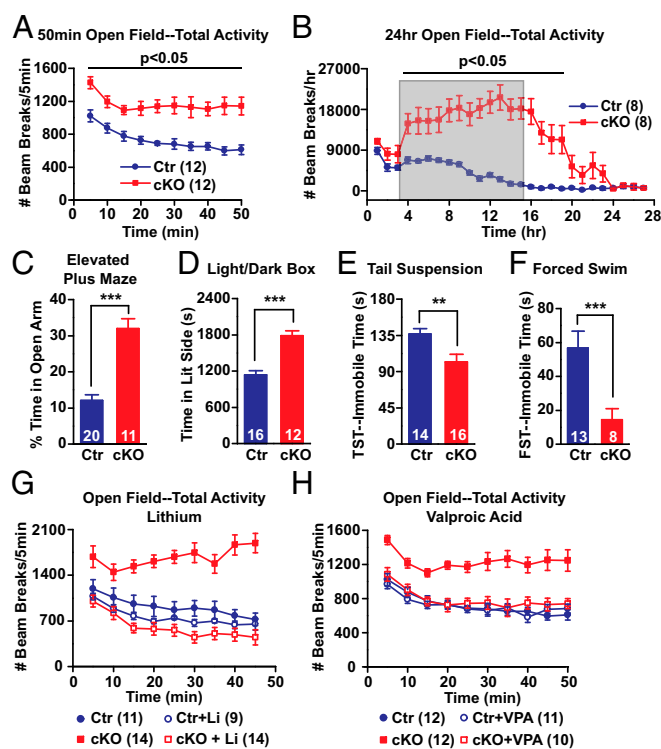 A
50min Open Field--Total Activity
p<0.05
# Beam Breaks/5min
1600
1200
800
400
0
Ctr (12)
cKO (12)
0 10 20 30 40 50
Time (min)
B
24hr Open Field--Total Activity
p<0.05
# Beam Breaks/hr
27000
18000
9000
0
Ctr (8)
cKO (8)
0 4 8 12 16 20 24 28
Time (hr)
C
Elevated
Plus Maze
***
% Time in Open Arm
40
30
20
10
0
20 11
Ctr cKO
D
Light/Dark Box
***
Time in Lit Side (s)
2400
1800
1200
600
0
16 12
Ctr cKO
E
Tail Suspension
**
TST--Immobile Time (s)
180
135
90
45
0
14 16
Ctr cKO
F
Forced Swim
***
FST--Immobile Time (s)
80
60
40
20
0
13 8
Ctr cKO
G
Open Field--Total Activity
Lithium
# Beam Breaks/5min
2100
1400
700
0
0 10 20 30 40 50
Time (min)
Ctr (11) Ctr+Li (9)
cKO (14) cKO + Li (14)
H
Open Field--Total Activity
Valproic Acid
# Beam Breaks/5min
1600
1200
800
400
0
0 10 20 30 40 50
Time (min)
Ctr (12) Ctr+VPA (11)
cKO (12) cKO+VPA (10)